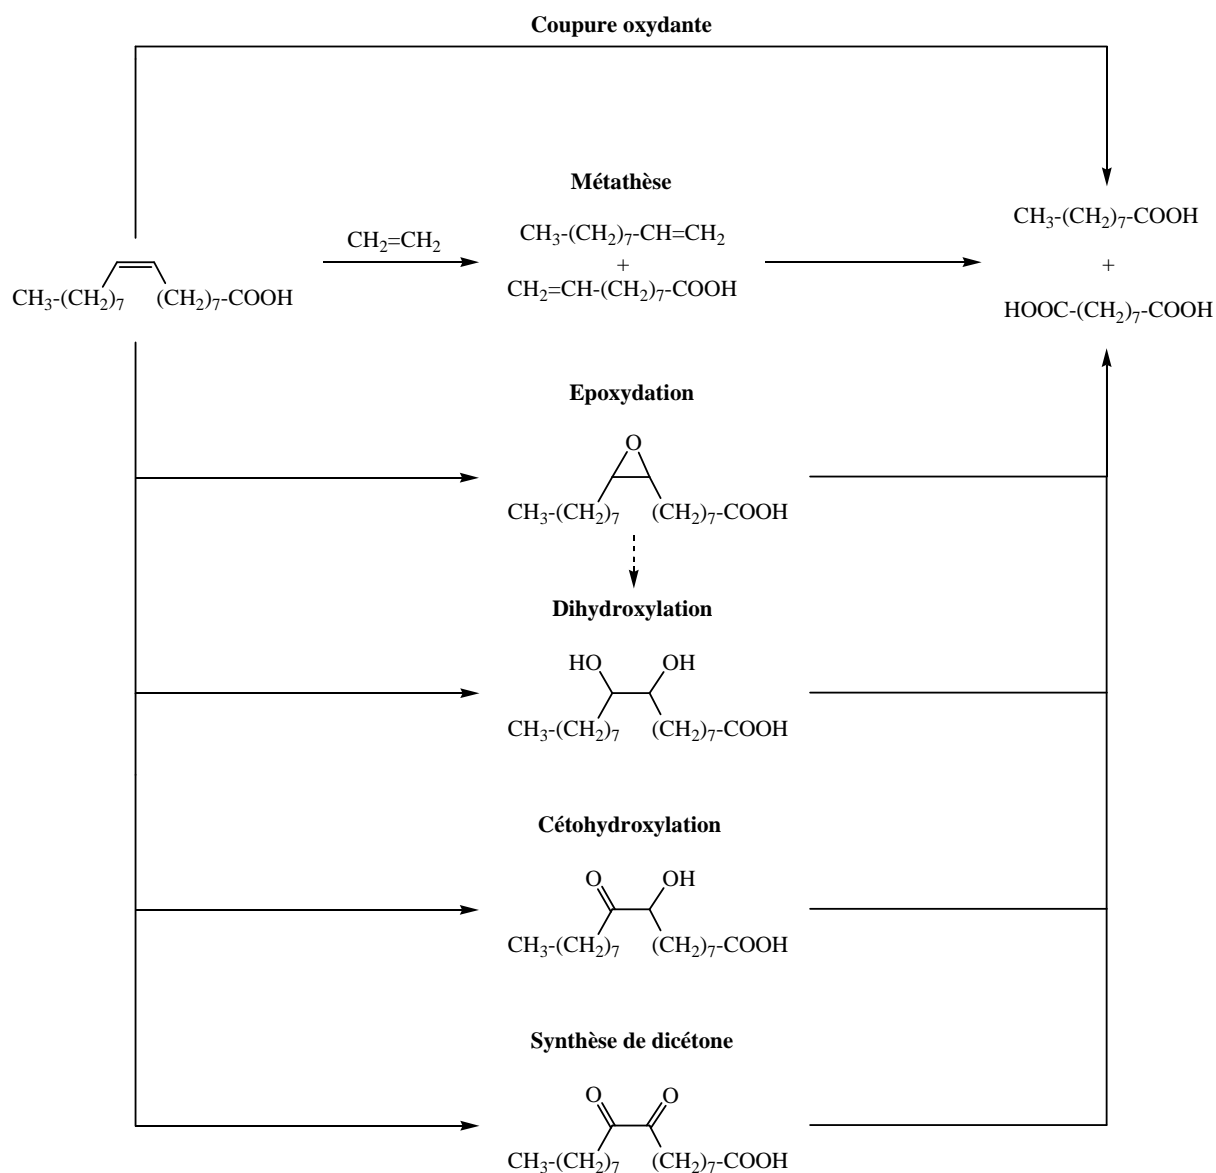 Coupure oxydante
Métathèse
CH3-(CH2)7-COOH
CH2=CH2
CH3-(CH2)7-CH=CH2
+
+
CH3-(CH2)7 (CH2)7-COOH
CH2=CH-(CH2)7-COOH
HOOC-(CH2)7-COOH
Epoxydation
O
CH3-(CH2)7 (CH2)7-COOH
Dihydroxylation
HO OH
CH3-(CH2)7 (CH2)7-COOH
Cétohydroxylation
O OH
CH3-(CH2)7 (CH2)7-COOH
Synthèse de dicétone
O O
CH3-(CH2)7 (CH2)7-COOH